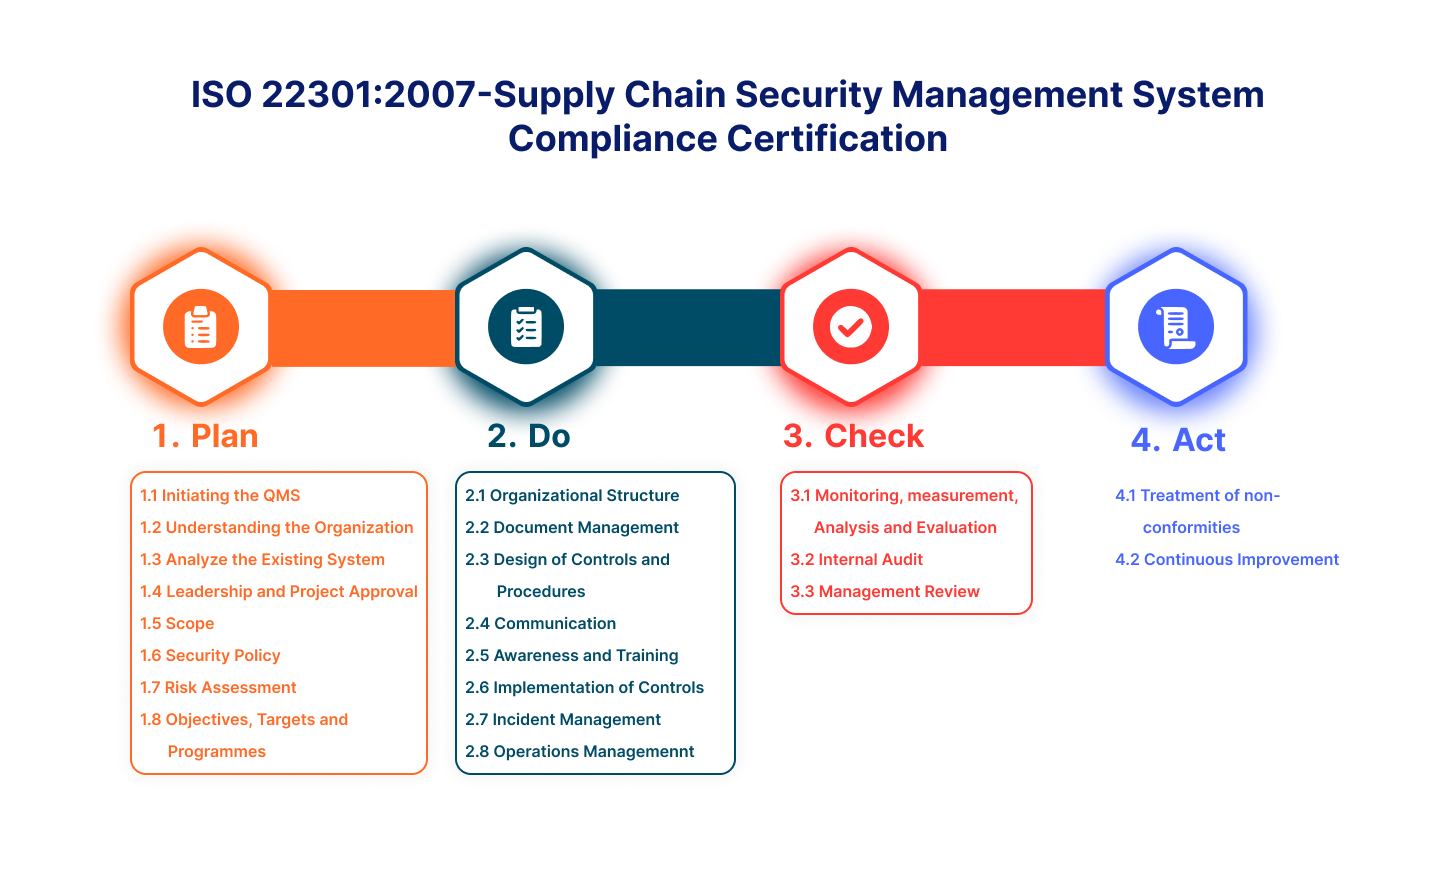 ISO 22301:2007-Supply Chain Security Management System
Compliance Certification
1. Plan
1.1 Initiating the QMS
1.2 Understanding the Organization
1.3 Analyze the Existing System
1.4 Leadership and Project Approval
1.5 Scope
1.6 Security Policy
1.7 Risk Assessment
1.8 Objectives, Targets and
Programmes
2. Do
2.1 Organizational Structure
2.2 Document Management
2.3 Design of Controls and
Procedures
2.4 Communication
2.5 Awareness and Training
2.6 Implementation of Controls
2.7 Incident Management
2.8 Operations Managemennt
3. Check
3.1 Monitoring, measurement,
Analysis and Evaluation
3.2 Internal Audit
3.3 Management Review
4. Act
4.1 Treatment of non-
conformities
4.2 Continuous Improvement